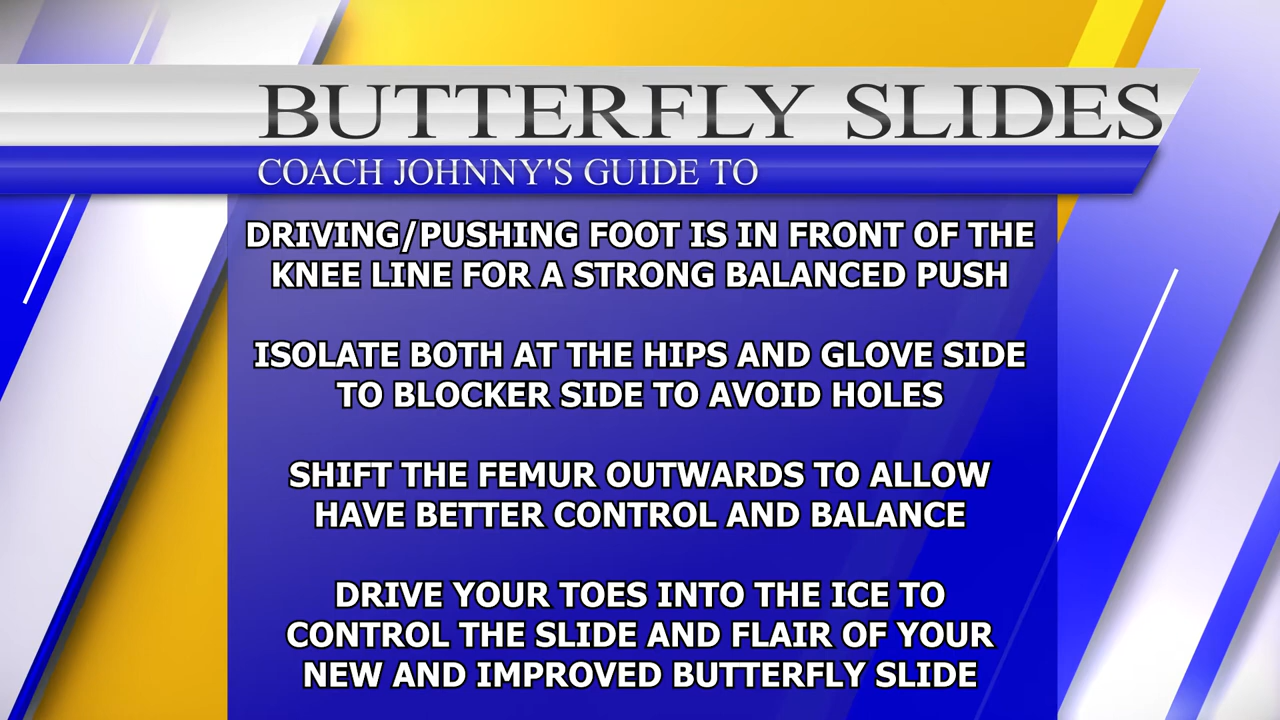 BUTTERFLY SLIDES
COACH JOHNNY'S GUIDE TO
DRIVING/PUSHING FOOT IS IN FRONT OF THE
KNEE LINE FOR A STRONG BALANCED PUSH
ISOLATE BOTH AT THE HIPS AND GLOVE SIDE
TO BLOCKER SIDE TO AVOID HOLES
SHIFT THE FEMUR OUTWARDS TO ALLOW
HAVE BETTER CONTROL AND BALANCE
DRIVE YOUR TOES INTO THE ICE TO
CONTROL THE SLIDE AND FLAIR OF YOUR
NEW AND IMPROVED BUTTERFLY SLIDE